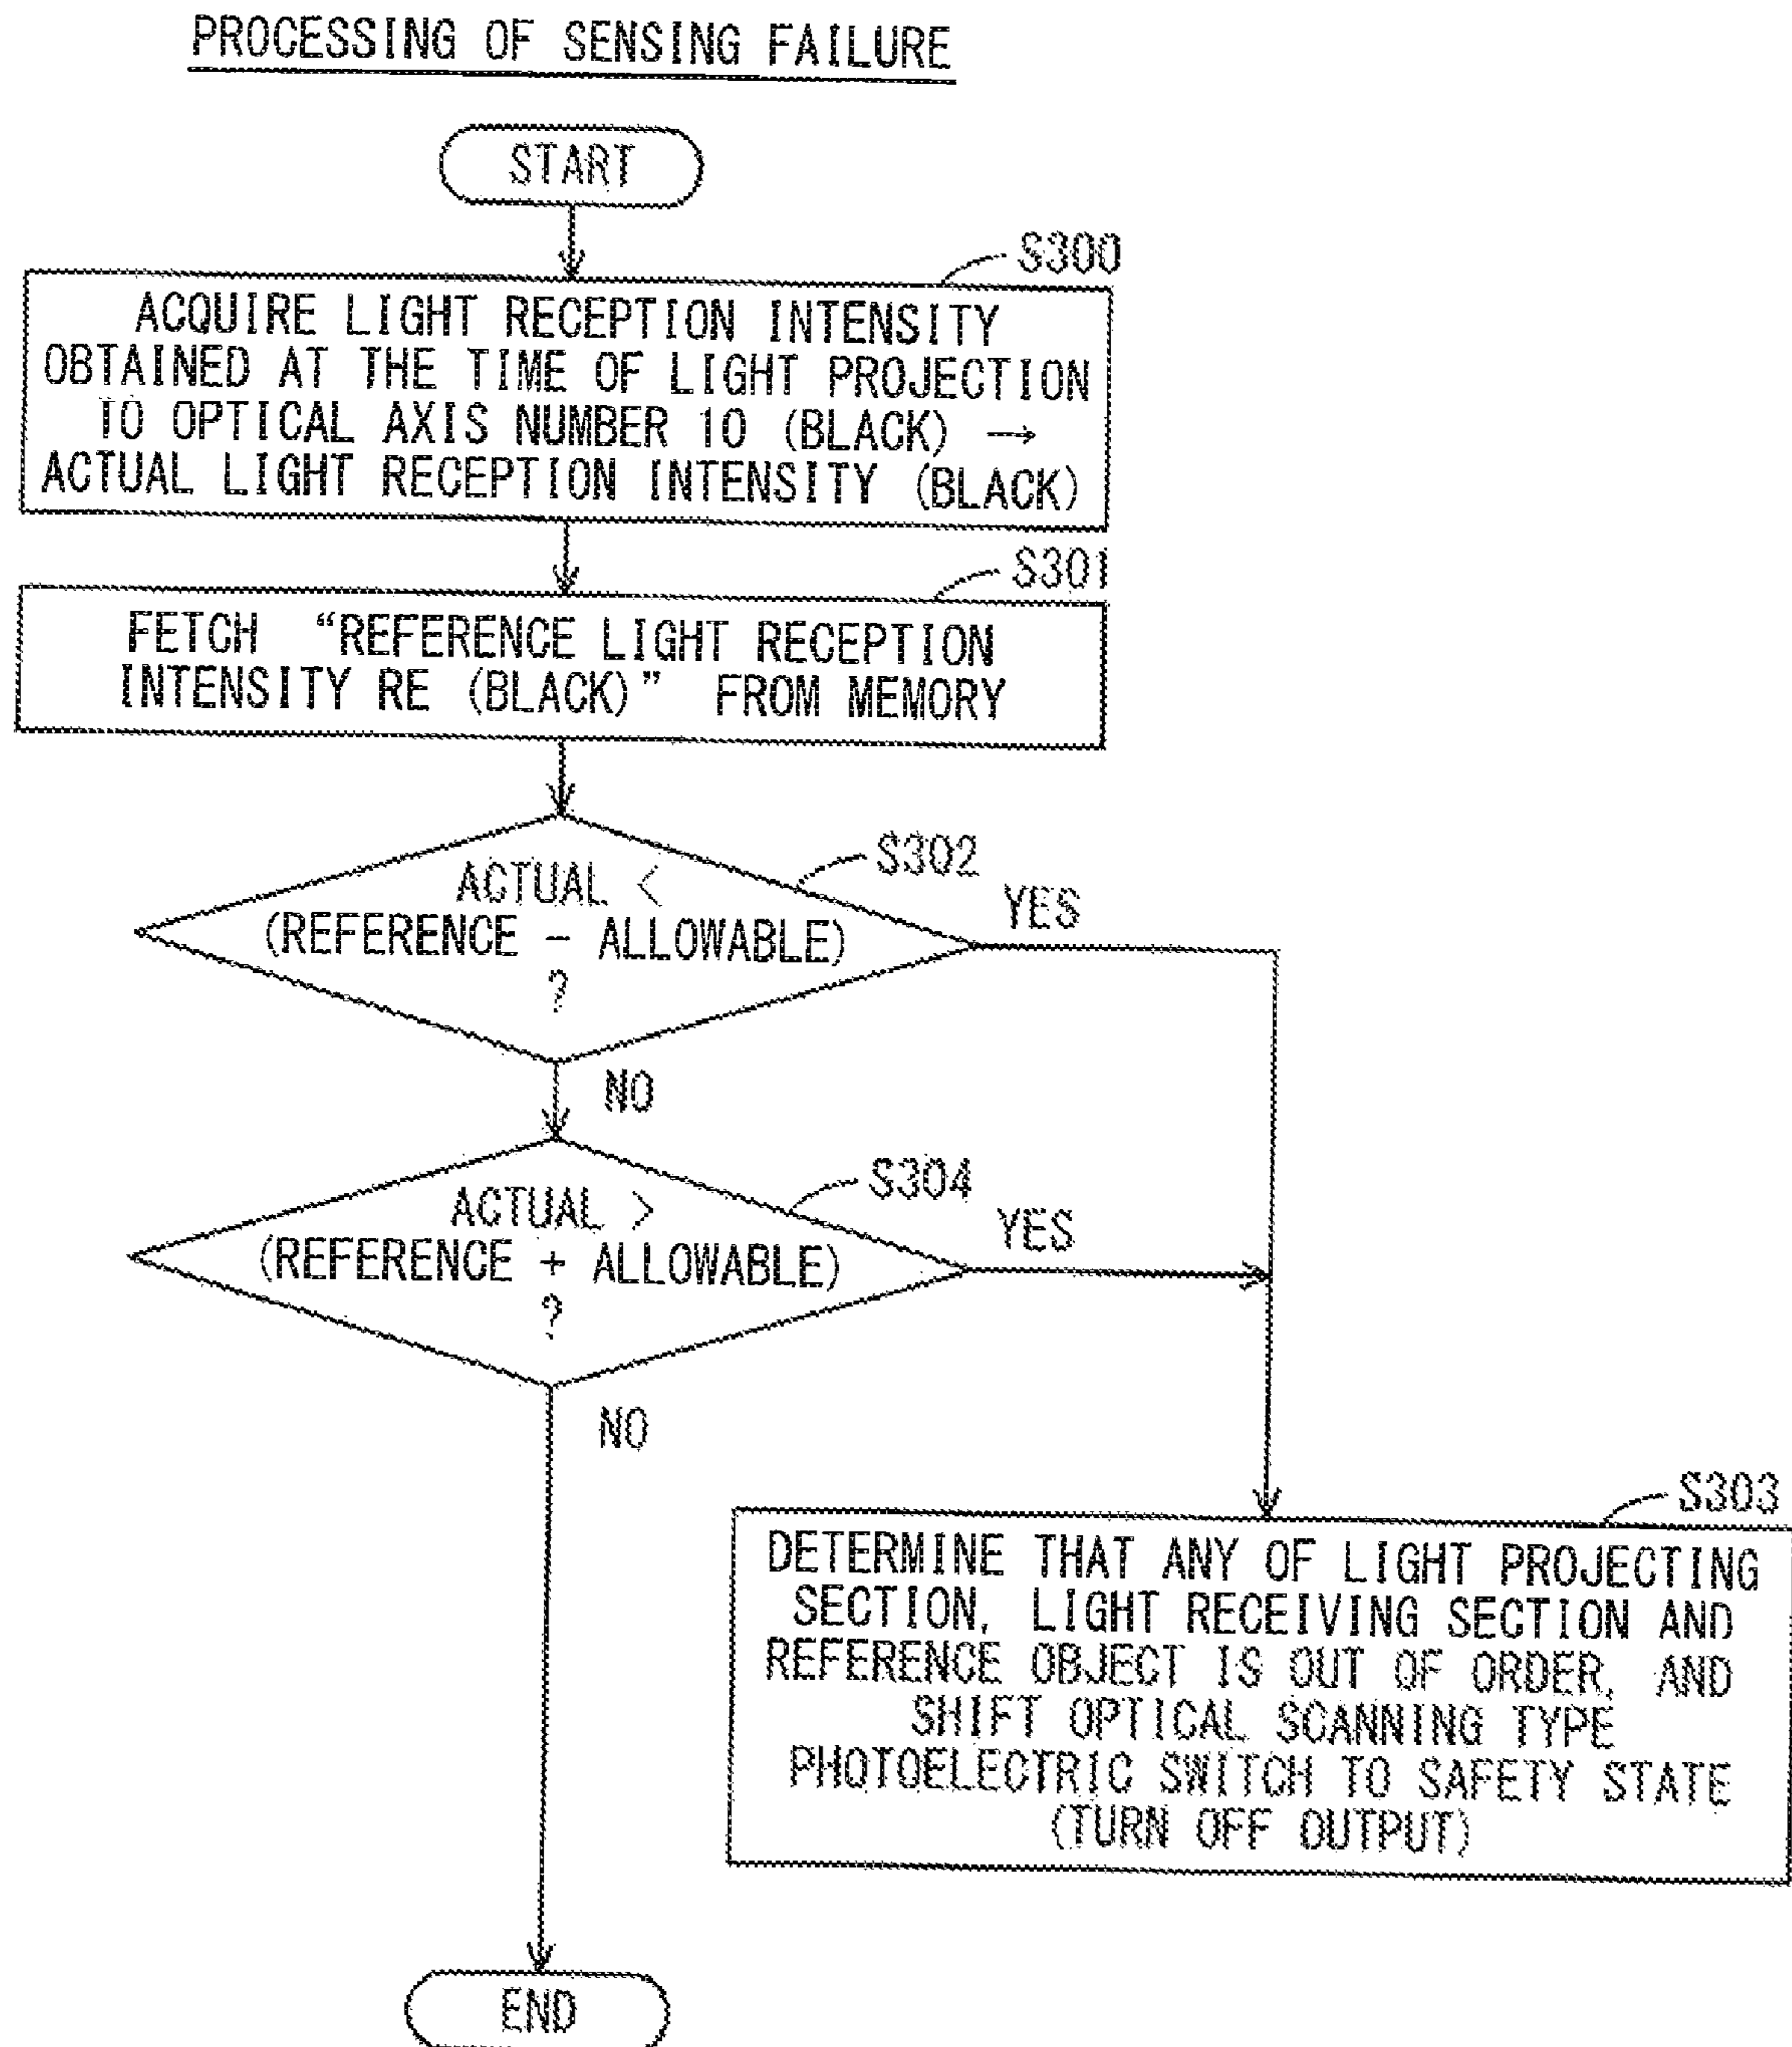 PROCESSING OF SENSING FAILURE
START
S300
ACQUIRE LIGHT RECEPTION INTENSITY
OBTAINED AT THE TIME OF LIGHT PROJECTION
TO OPTICAL AXIS NUMBER 10 (BLACK) →
ACTUAL LIGHT RECEPTION INTENSITY (BLACK)
S301
FETCH “REFERENCE LIGHT RECEPTION
INTENSITY RE (BLACK)” FROM MEMORY
S302
ACTUAL <
(REFERENCE - ALLOWABLE)
?
YES
NO
S304
ACTUAL >
(REFERENCE + ALLOWABLE)
?
YES
NO
S303
DETERMINE THAT ANY OF LIGHT PROJECTING
SECTION, LIGHT RECEIVING SECTION AND
REFERENCE OBJECT IS OUT OF ORDER, AND
SHIFT OPTICAL SCANNING TYPE
PHOTOELECTRIC SWITCH TO SAFETY STATE
(TURN OFF OUTPUT)
END